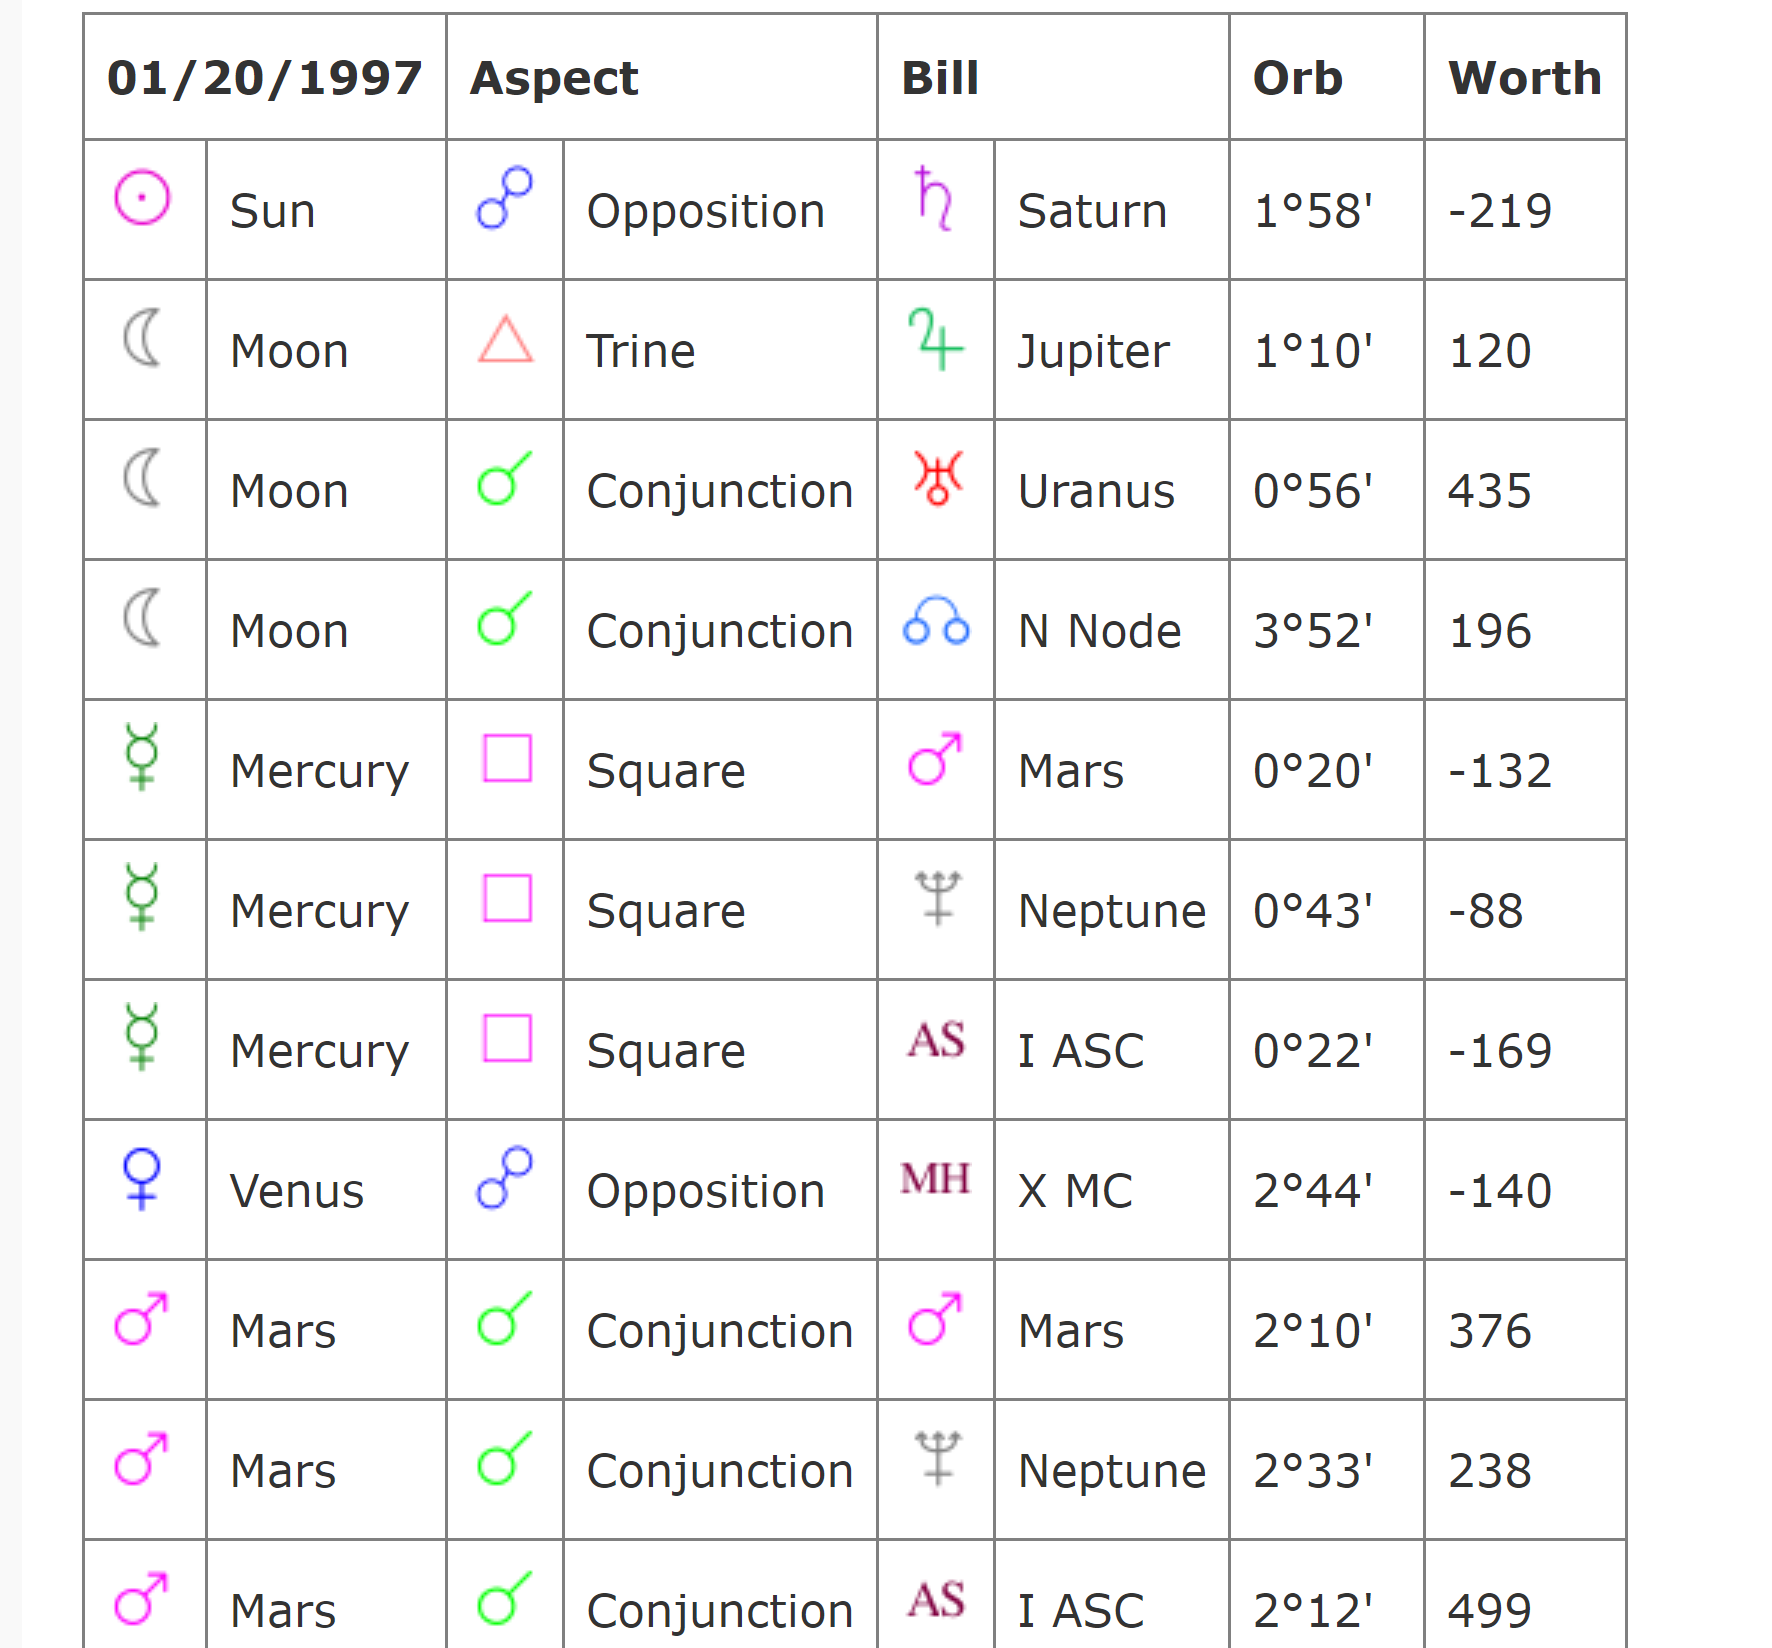 01/20/1997 Aspect Bill Orb Worth
Sun Opposition Saturn 1°58' -219
Moon Trine Jupiter 1°10' 120
Moon Conjunction Uranus 0°56' 435
Moon Conjunction N Node 3°52' 196
Mercury Square Mars 0°20' -132
Mercury Square Neptune 0°43' -88
Mercury Square AS I ASC 0°22' -169
Venus Opposition MH X MC 2°44' -140
Mars Conjunction Mars 2°10' 376
Mars Conjunction Neptune 2°33' 238
Mars Conjunction AS I ASC 2°12' 499